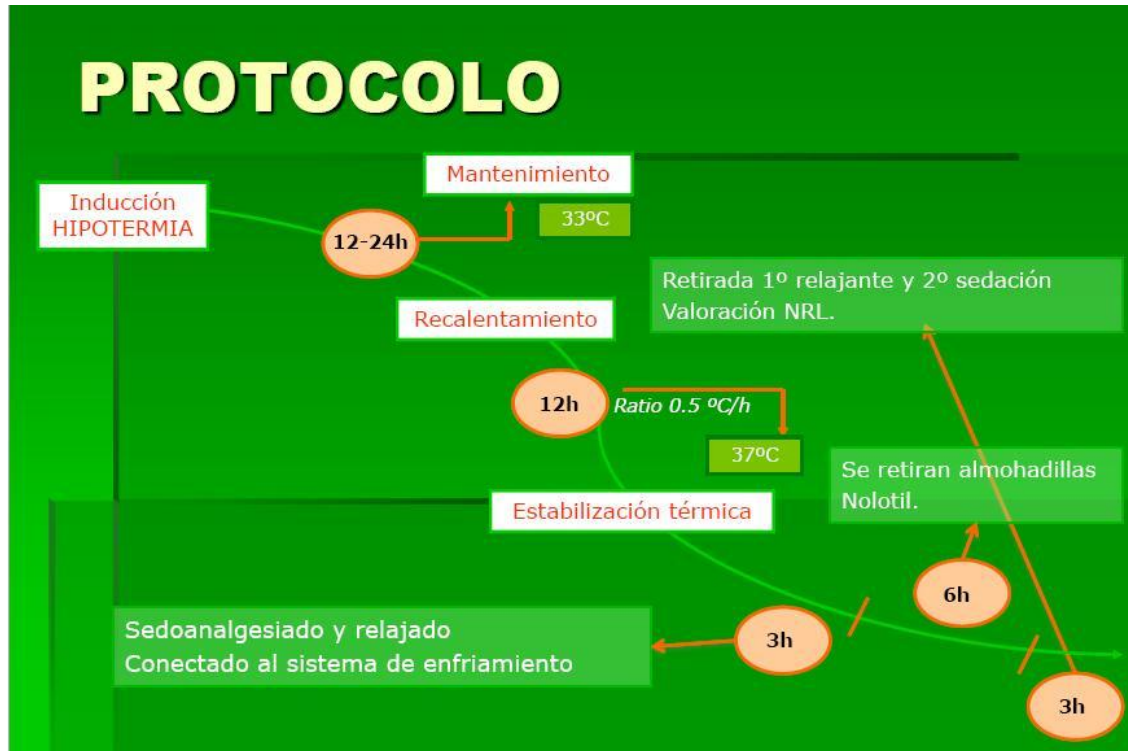 PROTOCOLO
Inducción
HIPOTERMIA
12-24h
Mantenimiento
33ºC
Recalentamiento
12h
Ratio 0.5 ºC/h
37ºC
Retirada 1º relajante y 2º sedación
Valoración NRL.
Estabilización térmica
Se retiran almohadillas
Nolotil.
6h
Sedoanalgesiado y relajado
Conectado al sistema de enfriamiento
3h
3h